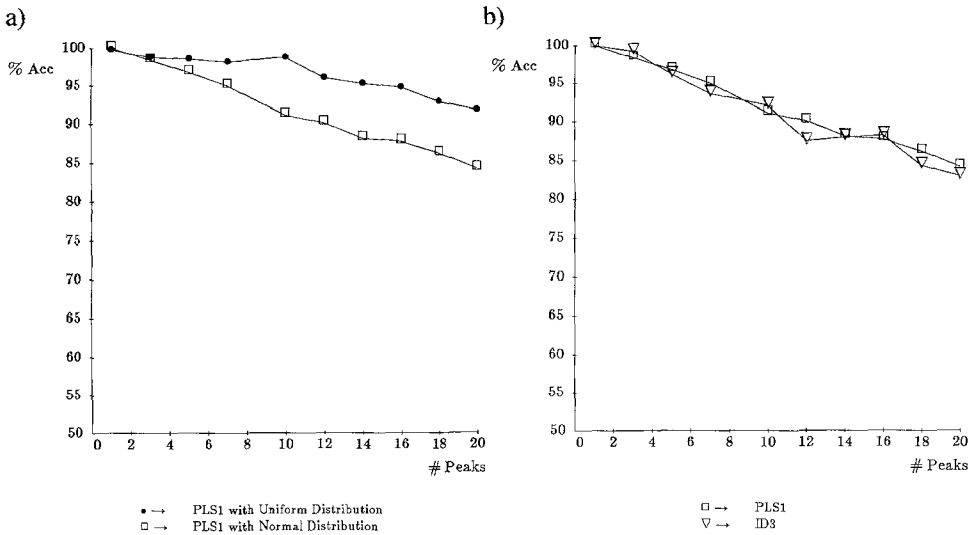 a)
% Acc
100
95
90
85
80
75
70
65
60
55
50
0 2 4 6 8 10 12 14 16 18 20
# Peaks
● → PLS1 with Uniform Distribution
□ → PLS1 with Normal Distribution
b)
% Acc
100
95
90
85
80
75
70
65
60
55
50
0 2 4 6 8 10 12 14 16 18 20
# Peaks
□ → PLS1
▽ → ID3